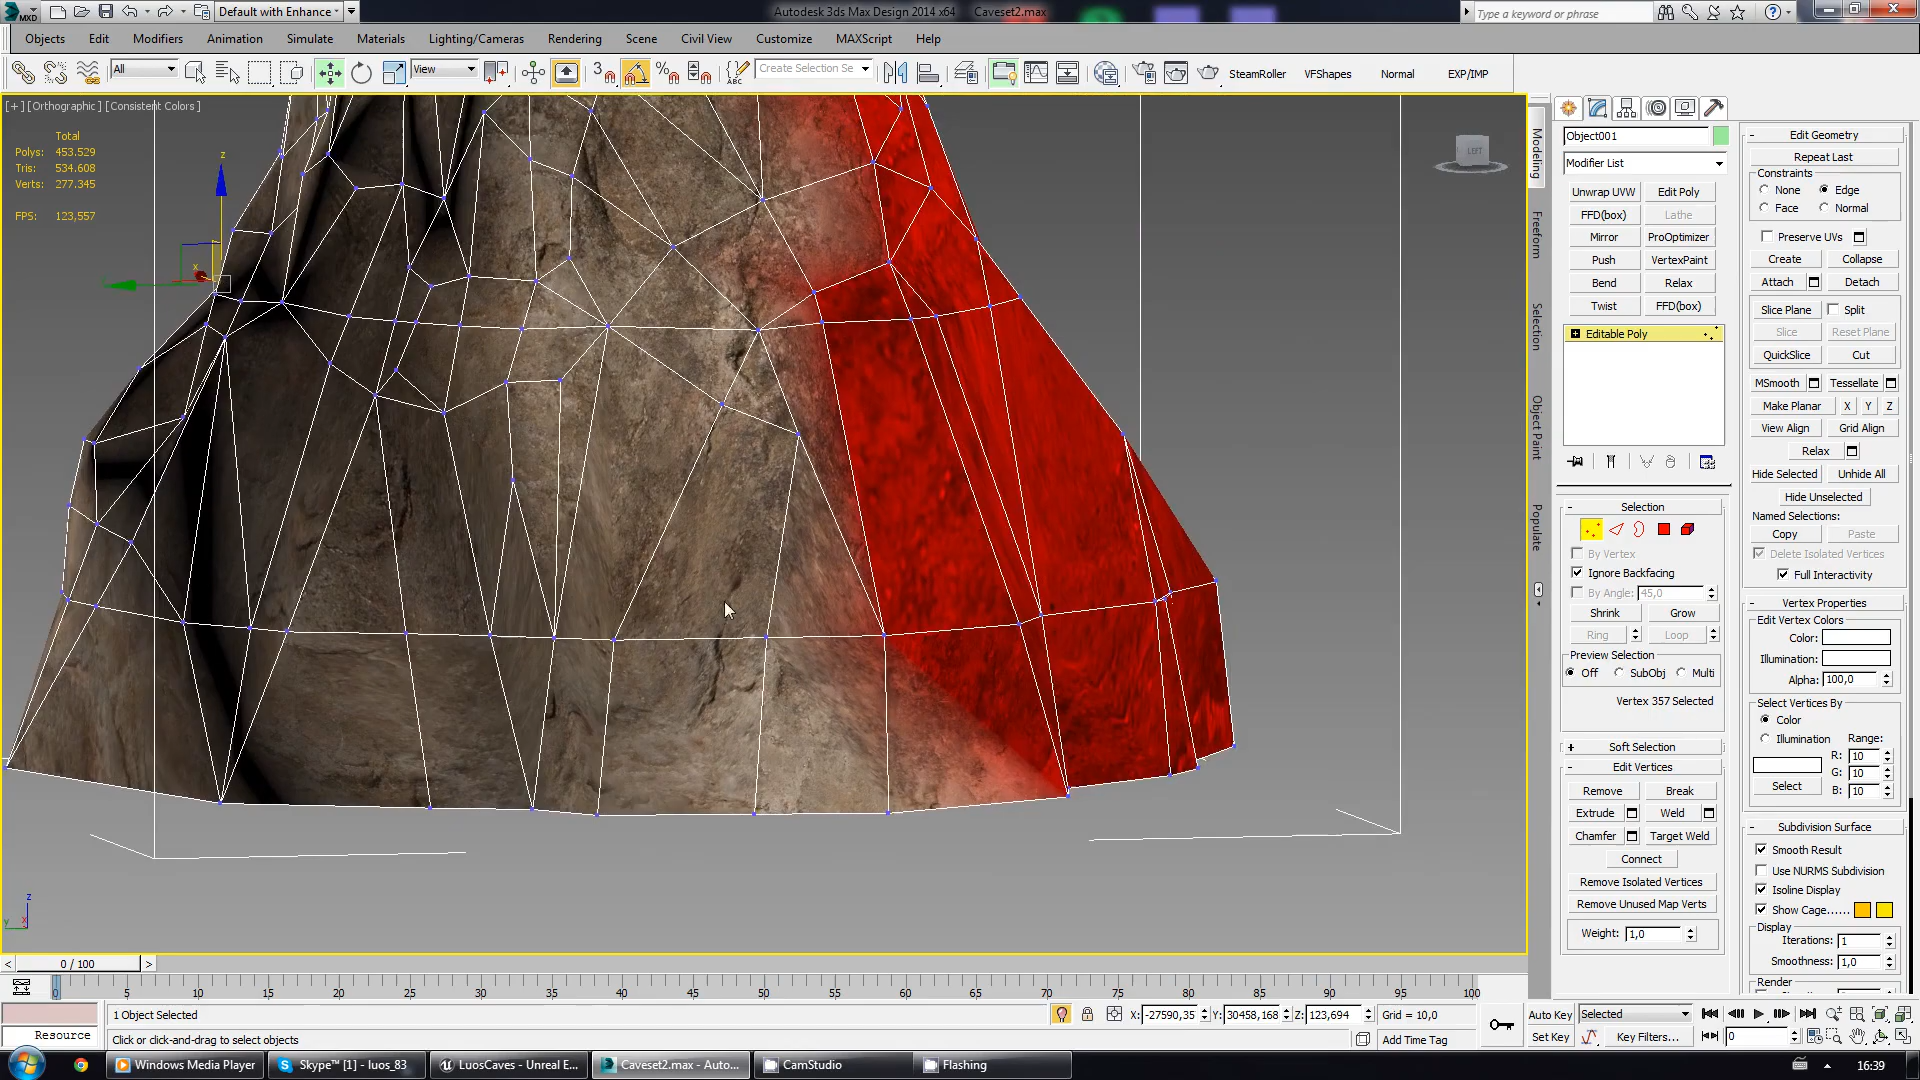 MXD
Default with Enhance
Autodesk 3ds Max Design 2014 x64
Caveset2.max
Type a keyword or phrase
Objects Edit Modifiers Animation Simulate Materials Lighting/Cameras Rendering Scene Civil View Customize MAXScript Help
All
View
3
%
ABC
Create Selection Se
SteamRoller VFShapes Normal EXP/IMP
[+] [Orthographic] [Consistent Colors]
Total
Polys: 453.529
Tris: 534.608
Verts: 277.345
FPS: 123,557
z
x
LEFT
Modeling
Freeform
Selection
Object Paint
Populate
Object001
Modifier List
Unwrap UVW Edit Poly
FFD(box) Lathe
Mirror ProOptimizer
Push VertexPaint
Bend Relax
Twist FFD(box)
Editable Poly
Selection
By Vertex
Ignore Backfacing
By Angle: 45,0
Shrink Grow
Ring Loop
Preview Selection
Off SubObj Multi
Vertex 357 Selected
Soft Selection
Edit Vertices
Remove Break
Extrude Weld
Chamfer Target Weld
Connect
Remove Isolated Vertices
Remove Unused Map Verts
Weight: 1,0
Edit Geometry
Repeat Last
Constraints
None Edge
Face Normal
Preserve UVs
Create Collapse
Attach Detach
Slice Plane Split
Slice Reset Plane
QuickSlice Cut
MSmooth Tessellate
Make Planar X Y Z
View Align Grid Align
Relax
Hide Selected Unhide All
Hide Unselected
Named Selections:
Copy Paste
Delete Isolated Vertices
Full Interactivity
Vertex Properties
Edit Vertex Colors
Color:
Illumination:
Alpha: 100,0
Select Vertices By
Color
Illumination Range:
R: 10
G: 10
Select B: 10
Subdivision Surface
Smooth Result
Use NURMS Subdivision
Isoline Display
Show Cage......
Display
Iterations: 1
Smoothness: 1,0
Render
z
y x
< 0 / 100 >
0 5 10 15 20 25 30 35 40 45 50 55 60 65 70 75 80 85 90 95 100
1 Object Selected
X: -27590,35 Y: 30458,168 Z: 123,694 Grid = 10,0
Auto Key Selected
Resource
Click or click-and-drag to select objects
Add Time Tag
Set Key Key Filters... 0
Windows Media Player
Skype™ [1] - luos_83
LuosCaves - Unreal E...
Caveset2.max - Auto...
CamStudio
Flashing
16:39